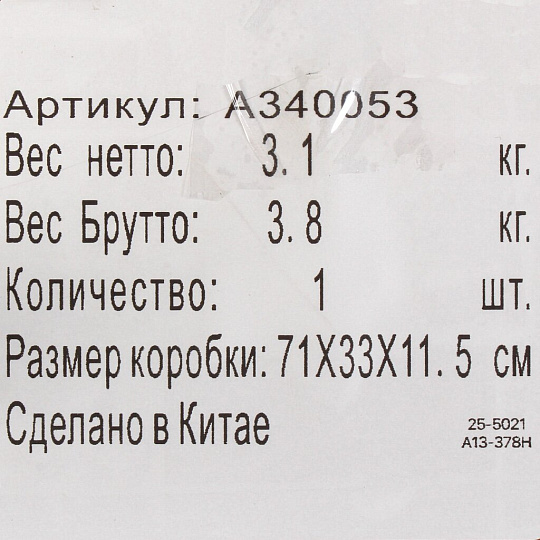 Артикул: А340053
Вес нетто: 3.1 кг.
Вес Брутто: 3.8 кг.
Количество: 1 шт.
Размер коробки: 71X33X11.5 см
Сделано в Китае
25-5021
A13-378H